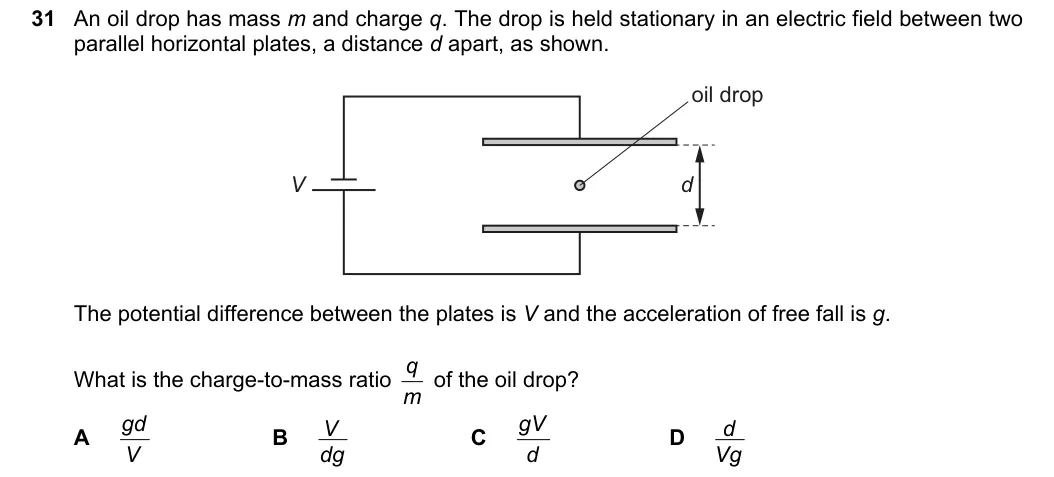 31 An oil drop has mass m and charge q. The drop is held stationary in an electric field between two
parallel horizontal plates, a distance d apart, as shown.
oil drop
V
d
The potential difference between the plates is V and the acceleration of free fall is g.
What is the charge-to-mass ratio q/m of the oil drop?
A gd/V B V/dg C gV/d D d/Vg